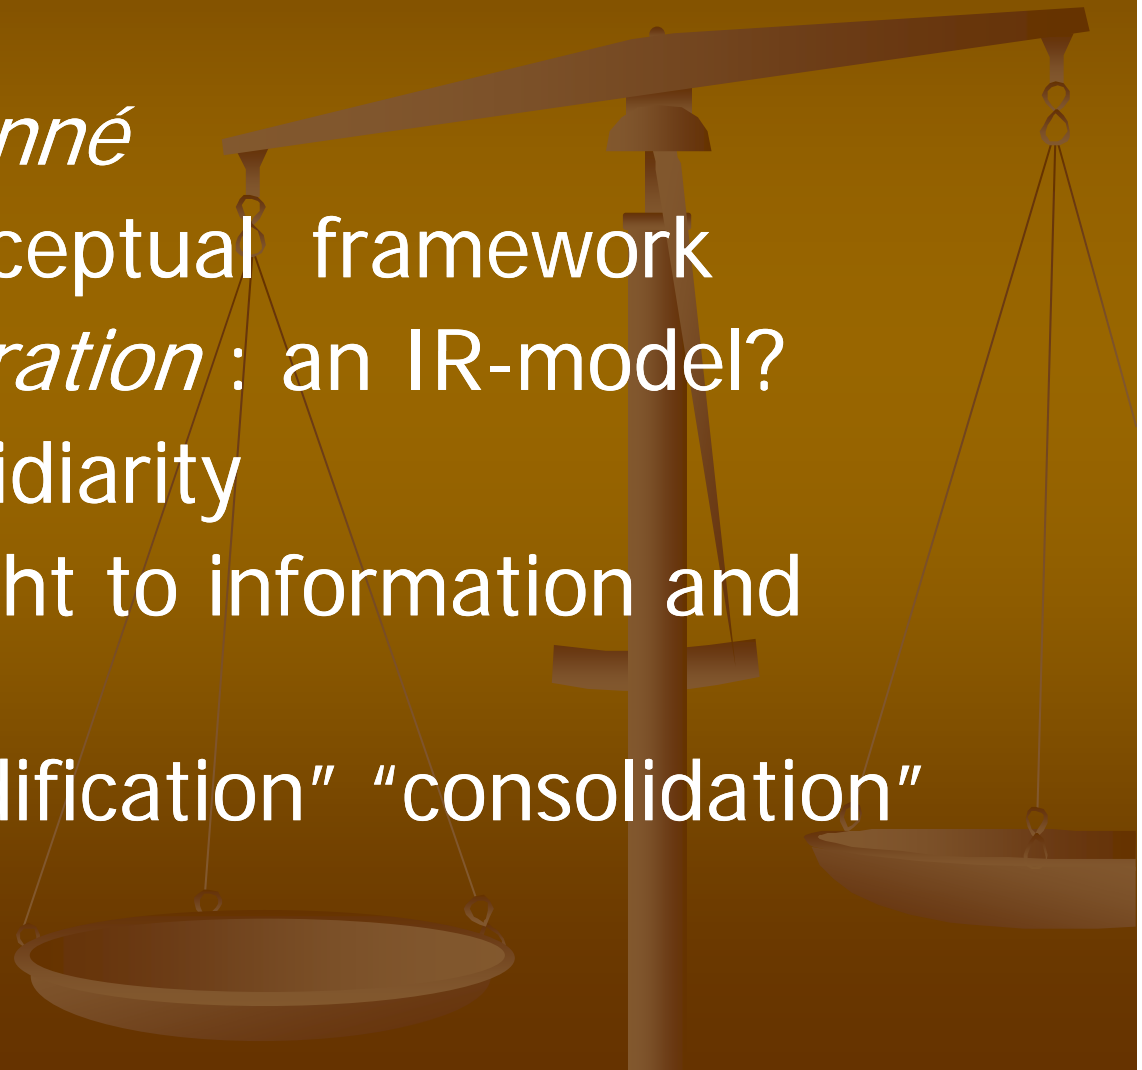 nné
ceptual framework
ration : an IR-model?
idiarity
ht to information and
lification” “consolidation”